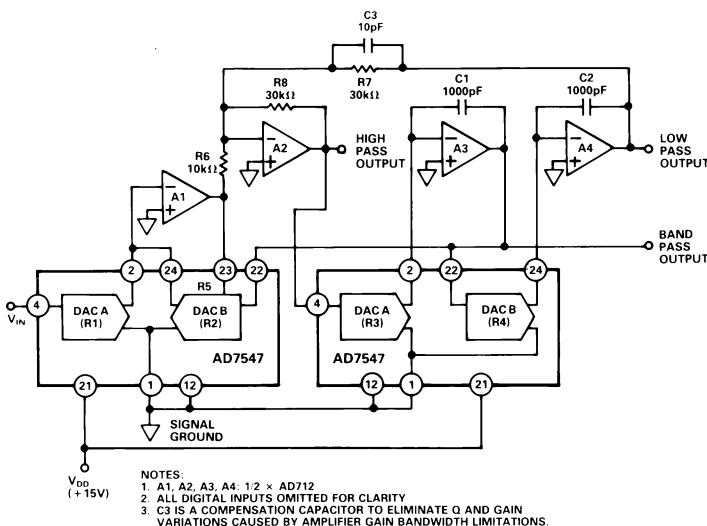 C3
10pF
R7
30kΩ
R8
30kΩ
C1
1000pF
C2
1000pF
R6
10kΩ
−
+
A2
HIGH
PASS
OUTPUT
−
+
A3
−
+
A4
LOW
PASS
OUTPUT
−
+
A1
BAND
PASS
OUTPUT
2
24
23
22
2
22
24
R5
4
VIN
DAC A
(R1)
DAC B
(R2)
AD7547
4
DAC A
(R3)
DAC B
(R4)
AD7547
21
1
12
12
1
21
SIGNAL
GROUND
VDD
(+15V)
NOTES:
1. A1, A2, A3, A4: 1/2 × AD712
2. ALL DIGITAL INPUTS OMITTED FOR CLARITY
3. C3 IS A COMPENSATION CAPACITOR TO ELIMINATE Q AND GAIN
VARIATIONS CAUSED BY AMPLIFIER GAIN BANDWIDTH LIMITATIONS.